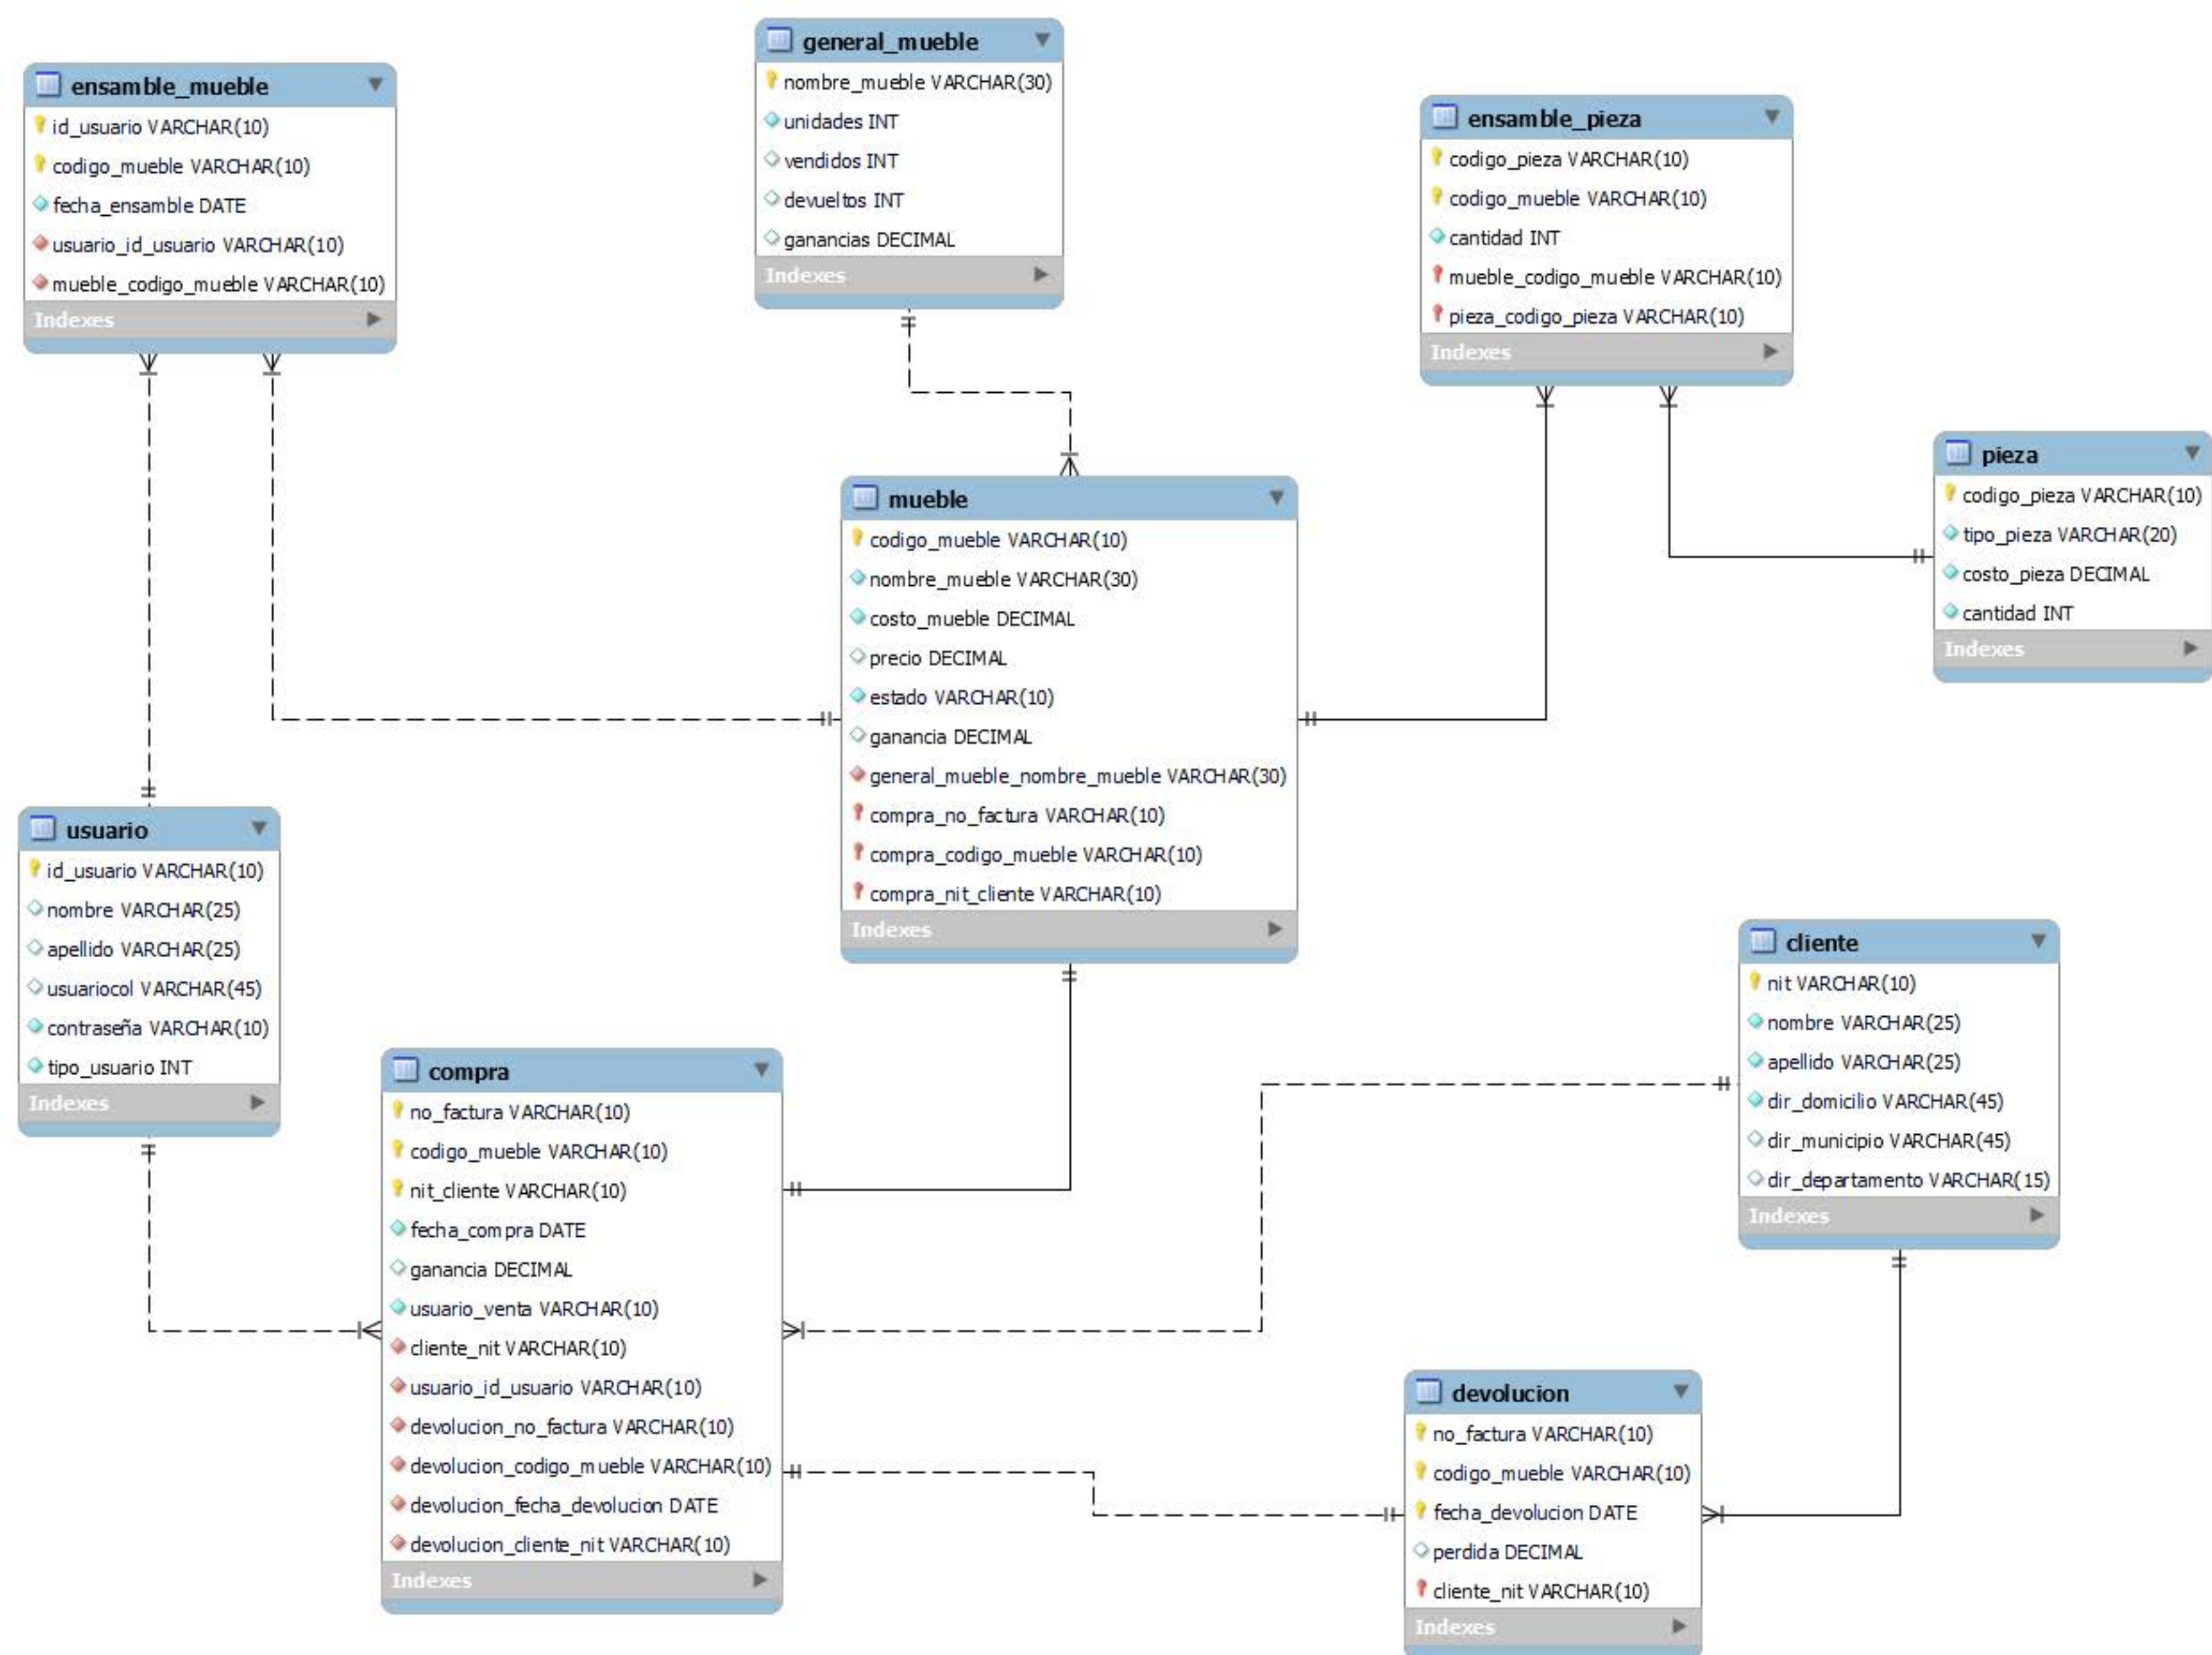 general_mueble
nombre_mueble VARCHAR(30)
unidades INT
vendidos INT
devueltos INT
ganancias DECIMAL
Indexes
ensamble_mueble
id_usuario VARCHAR(10)
codigo_mueble VARCHAR(10)
fecha_ensamble DATE
usuario_id_usuario VARCHAR(10)
mueble_codigo_mueble VARCHAR(10)
Indexes
ensamble_pieza
codigo_pieza VARCHAR(10)
codigo_mueble VARCHAR(10)
cantidad INT
mueble_codigo_mueble VARCHAR(10)
pieza_codigo_pieza VARCHAR(10)
Indexes
pieza
codigo_pieza VARCHAR(10)
tipo_pieza VARCHAR(20)
costo_pieza DECIMAL
cantidad INT
Indexes
mueble
codigo_mueble VARCHAR(10)
nombre_mueble VARCHAR(30)
costo_mueble DECIMAL
precio DECIMAL
estado VARCHAR(10)
ganancia DECIMAL
general_mueble_nombre_mueble VARCHAR(30)
compra_no_factura VARCHAR(10)
compra_codigo_mueble VARCHAR(10)
compra_nit_cliente VARCHAR(10)
Indexes
usuario
id_usuario VARCHAR(10)
nombre VARCHAR(25)
apellido VARCHAR(25)
usuariocol VARCHAR(45)
contraseña VARCHAR(10)
tipo_usuario INT
Indexes
cliente
nit VARCHAR(10)
nombre VARCHAR(25)
apellido VARCHAR(25)
dir_domicilio VARCHAR(45)
dir_municipio VARCHAR(45)
dir_departamento VARCHAR(15)
Indexes
compra
no_factura VARCHAR(10)
codigo_mueble VARCHAR(10)
nit_cliente VARCHAR(10)
fecha_compra DATE
ganancia DECIMAL
usuario_venta VARCHAR(10)
cliente_nit VARCHAR(10)
usuario_id_usuario VARCHAR(10)
devolucion_no_factura VARCHAR(10)
devolucion_codigo_mueble VARCHAR(10)
devolucion_fecha_devolucion DATE
devolucion_cliente_nit VARCHAR(10)
Indexes
devolucion
no_factura VARCHAR(10)
codigo_mueble VARCHAR(10)
fecha_devolucion DATE
perdida DECIMAL
cliente_nit VARCHAR(10)
Indexes